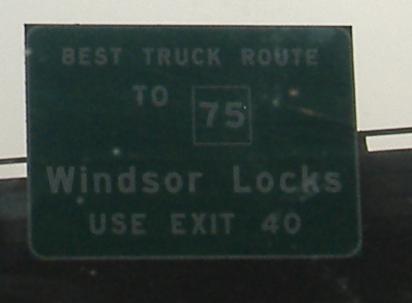 BEST TRUCK ROUTE
TO 75
Windsor Locks
USE EXIT 40